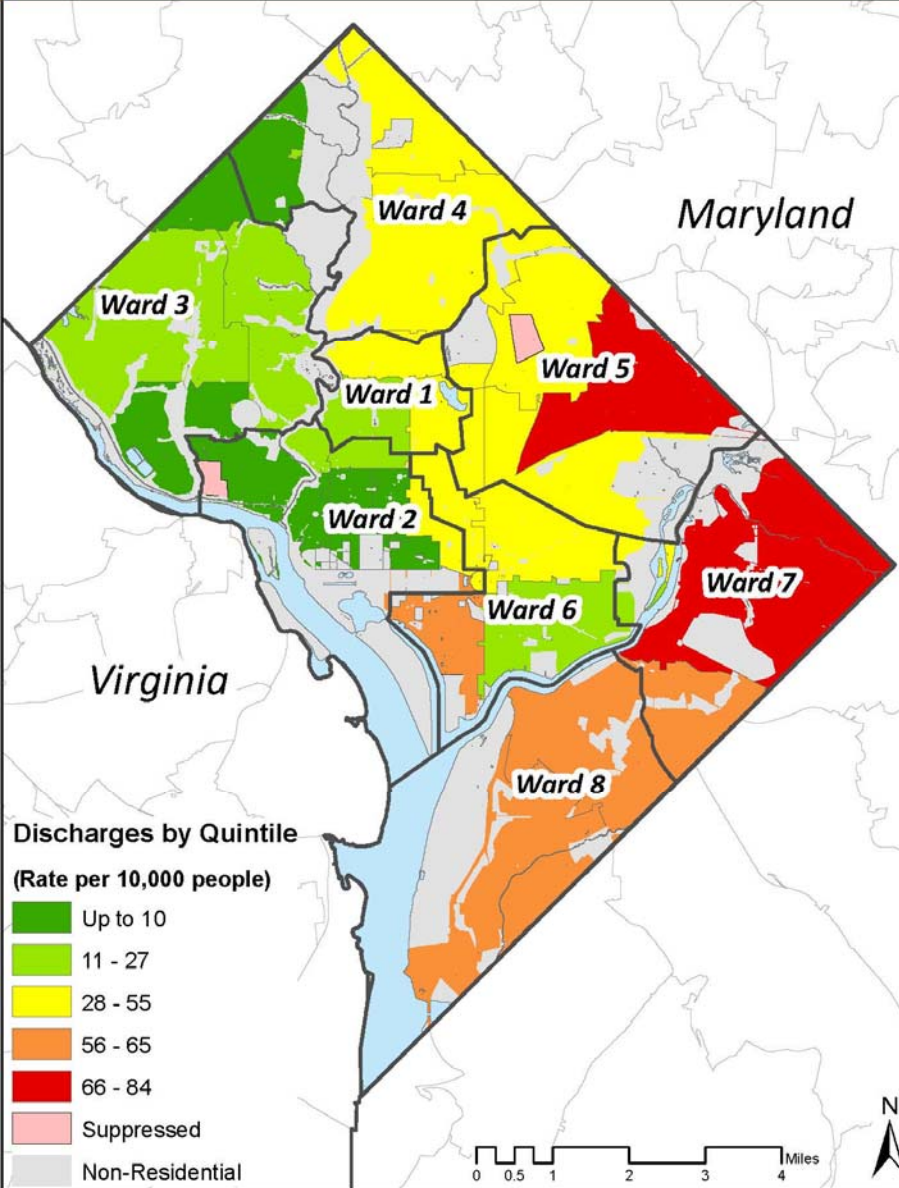 Ward 4
Maryland
Ward 3
Ward 5
Ward 1
Ward 2
Ward 7
Ward 6
Virginia
Ward 8
Discharges by Quintile
(Rate per 10,000 people)
Up to 10
11 - 27
28 - 55
56 - 65
66 - 84
Suppressed
Non-Residential
N
Miles
0 0.5 1 2 3 4